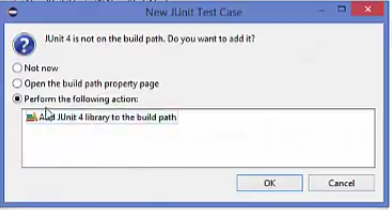 New JUnit Test Case
JUnit 4 is not on the build path. Do you want to add it?
Not now
Open the build path property page
Perform the following action:
Add JUnit 4 library to the build path
OK
Cancel